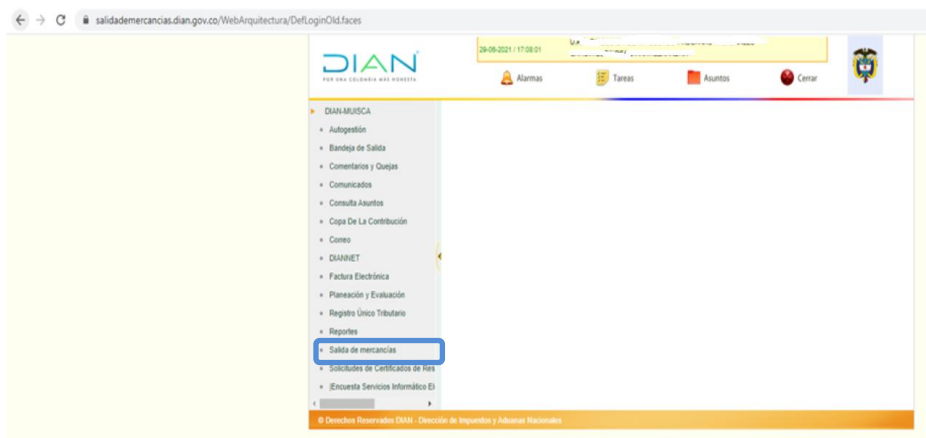 salidademercancias.dian.gov.co/WebArquitectura/DefLoginOld.faces
DIAN
POR UNA COLOMBIA MÁS HONESTA
29-08-2021 / 17:08:01
Alarmas
Tareas
Asuntos
Cerrar
DIAN-MUISCA
Autogestión
Bandeja de Salida
Comentarios y Quejas
Comunicados
Consulta Asuntos
Copa De La Contribución
Correo
DIANNET
Factura Electrónica
Planeación y Evaluación
Registro Único Tributario
Reportes
Salida de mercancías
Solicitudes de Certificados de Res
¡Encuesta Servicios Informático El
© Derechos Reservados DIAN - Dirección de Impuestos y Aduanas Nacionales